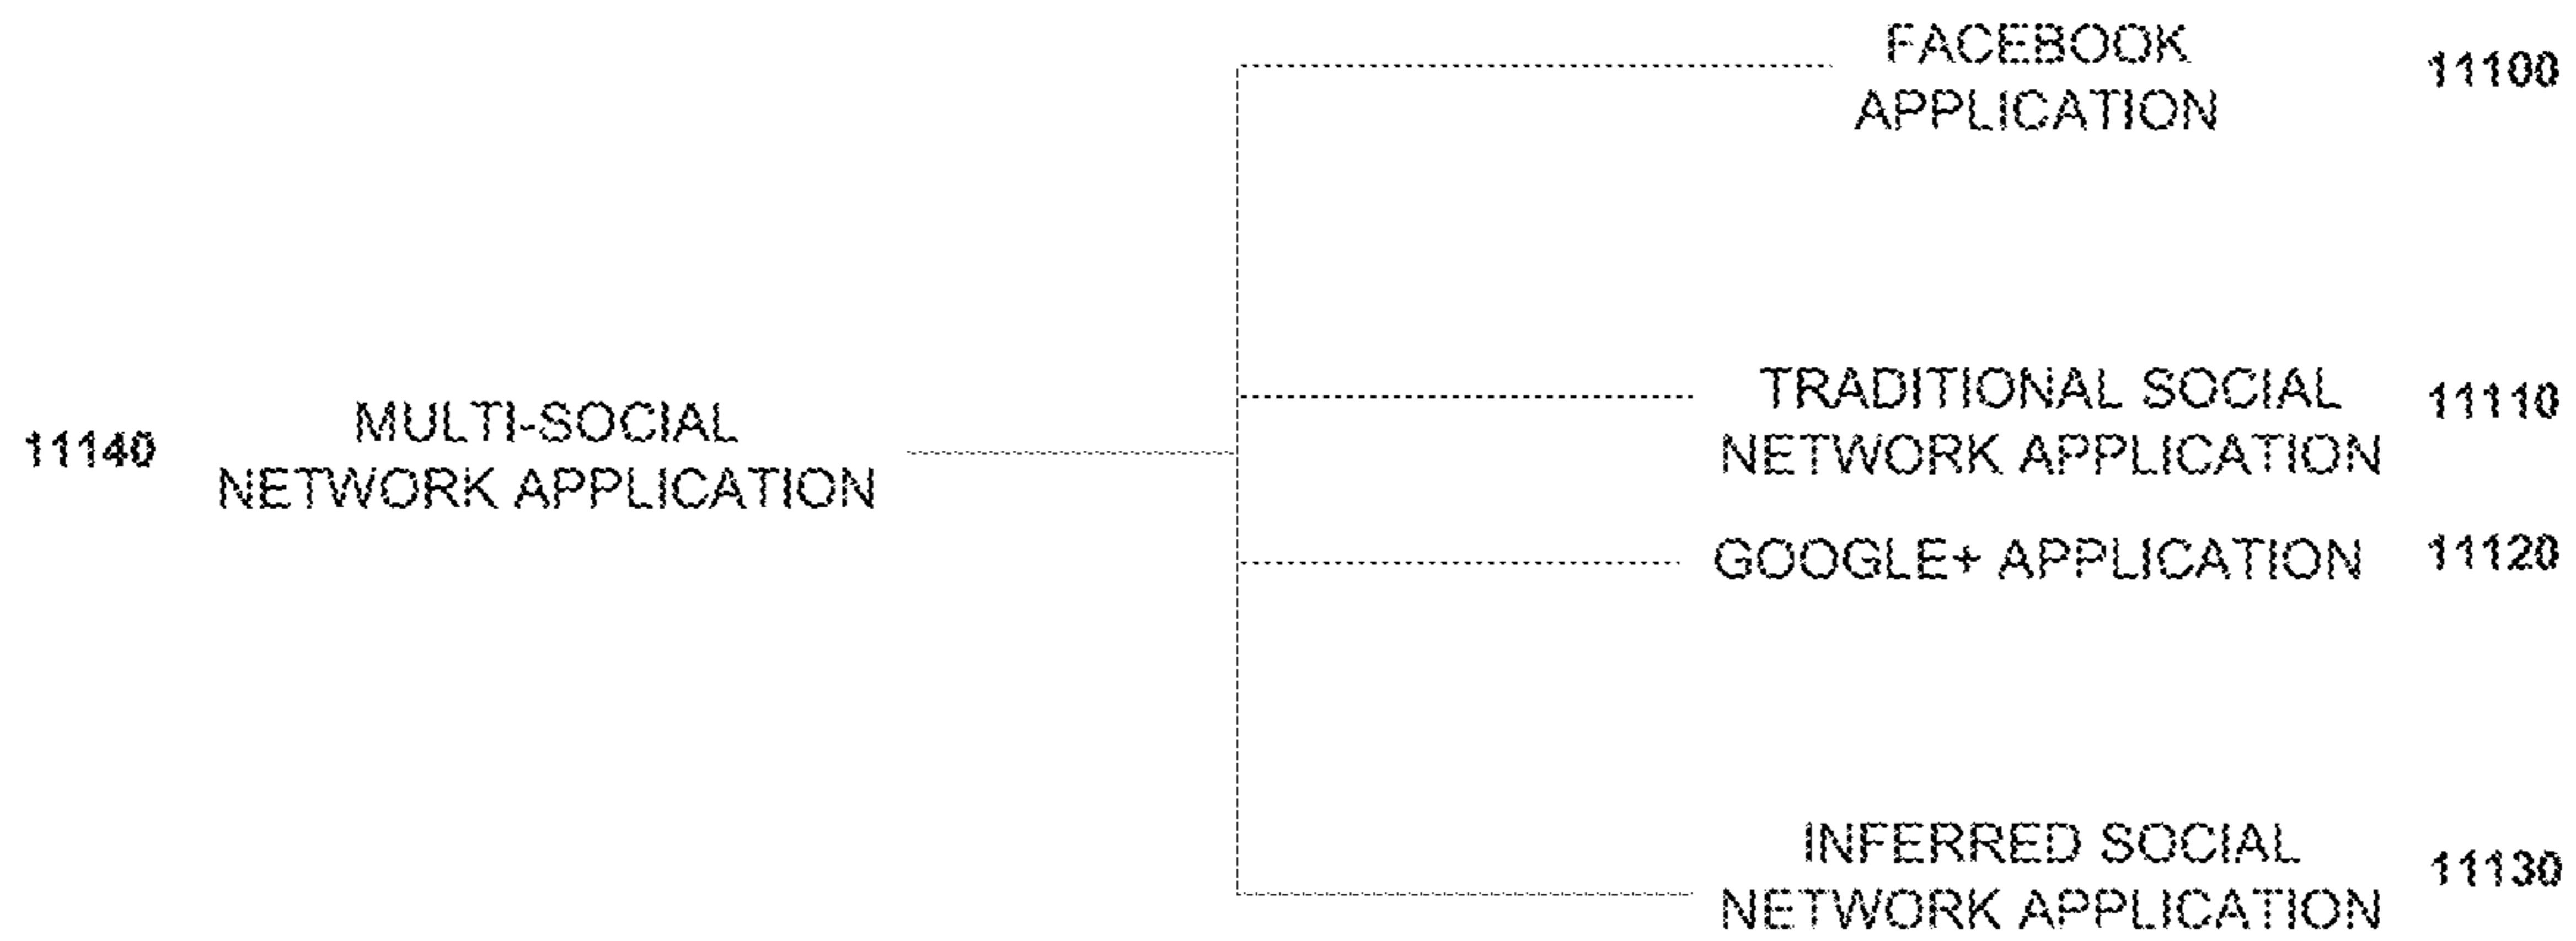 FACEBOOK
APPLICATION
11100
TRADITIONAL SOCIAL
NETWORK APPLICATION
11110
11140
MULTI-SOCIAL
NETWORK APPLICATION
GOOGLE+ APPLICATION
11120
INFERRED SOCIAL
NETWORK APPLICATION
11130